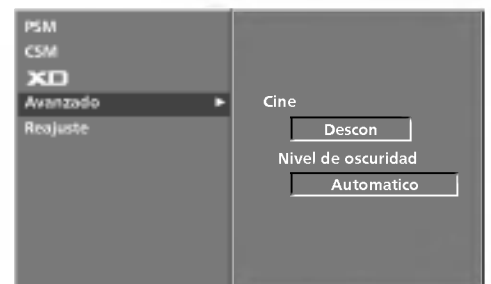 PSM
CSM
XD
Avanzado
Reajuste
Cine
Descon
Nivel de oscuridad
Automatico